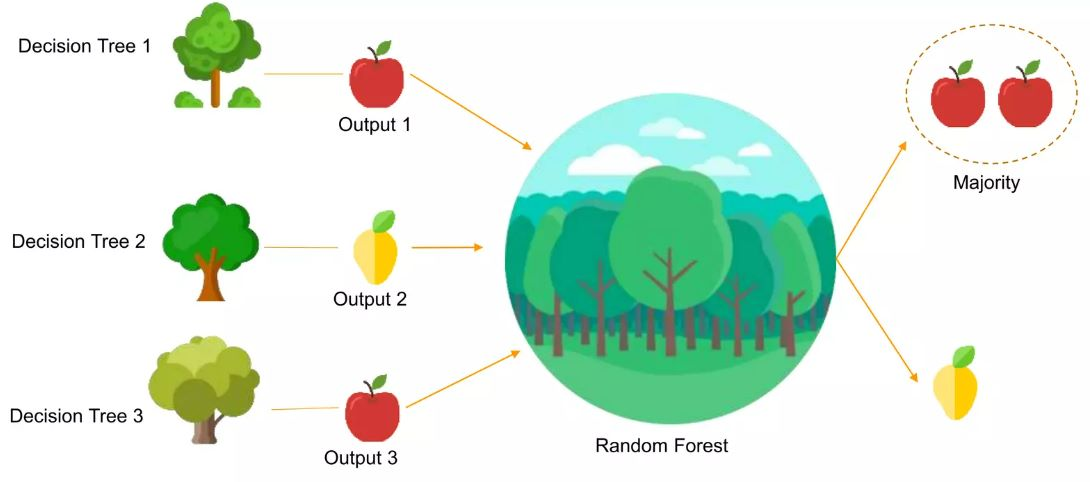 Decision Tree 1
Output 1
Decision Tree 2
Output 2
Decision Tree 3
Output 3
Random Forest
Majority